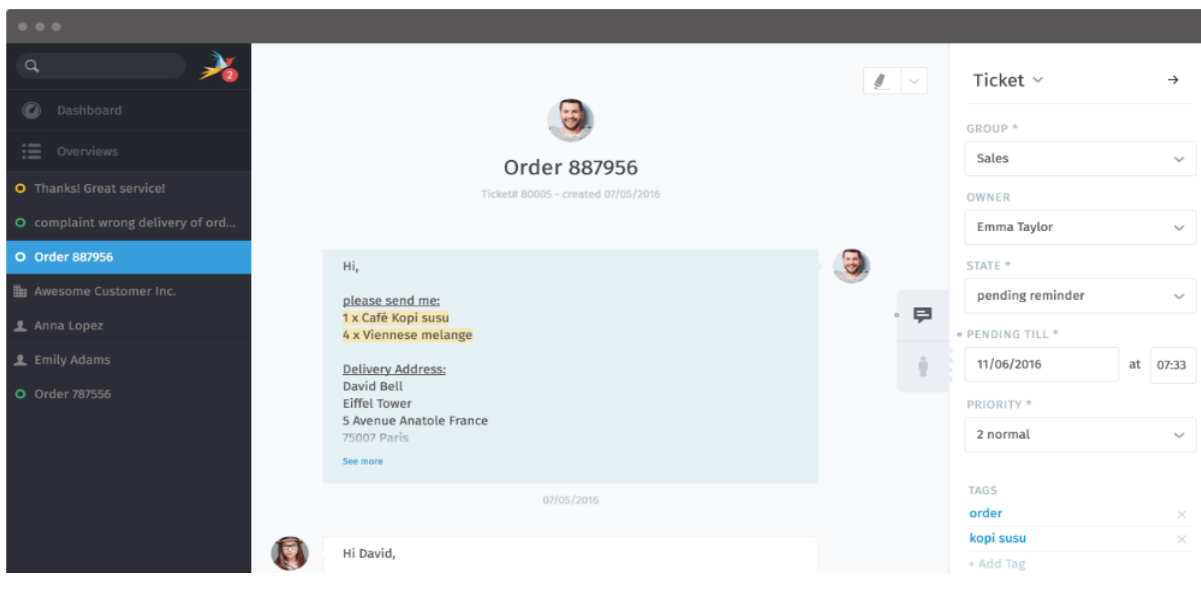 2
Dashboard
Overviews
Thanks! Great service!
complaint wrong delivery of ord...
Order 887956
Awesome Customer Inc.
Anna Lopez
Emily Adams
Order 787556
Order 887956
Ticket# 80005 - created 07/05/2016
Hi,
please send me:
1 x Café Kopi susu
4 x Viennese melange
Delivery Address:
David Bell
Eiffel Tower
5 Avenue Anatole France
75007 Paris
See more
07/05/2016
Hi David,
Ticket
GROUP *
Sales
OWNER
Emma Taylor
STATE *
pending reminder
PENDING TILL *
11/06/2016 at 07:33
PRIORITY *
2 normal
TAGS
order
kopi susu
+ Add Tag